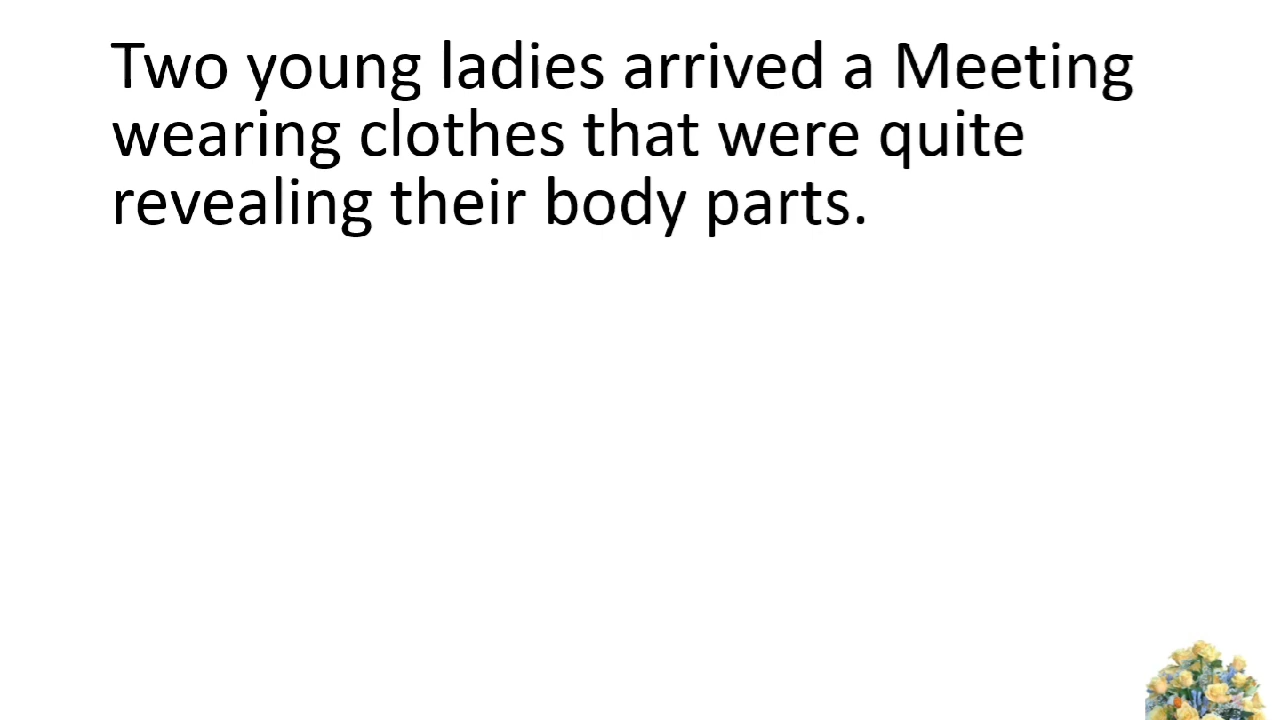 Two young ladies arrived a Meeting
wearing clothes that were quite
revealing their body parts.